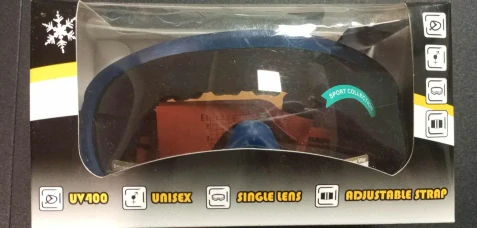 SPORT COLLECTION
UV400 UNISEX SINGLE LENS ADJUSTABLE STRAP